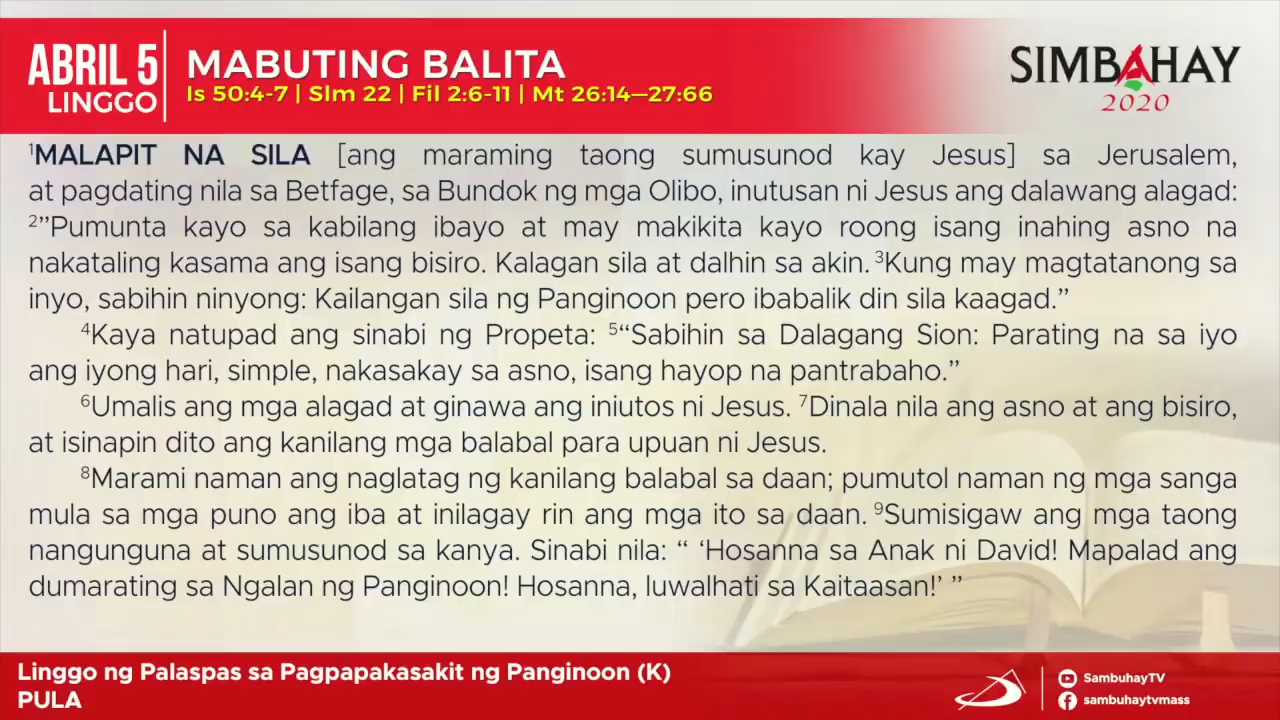 ABRIL 5
LINGGO
MABUTING BALITA
Is 50:4-7 | Slm 22 | Fil 2:6-11 | Mt 26:14—27:66
SIMBAHAY
2020
¹MALAPIT NA SILA [ang maraming taong sumusunod kay Jesus] sa Jerusalem,
at pagdating nila sa Betfage, sa Bundok ng mga Olibo, inutusan ni Jesus ang dalawang alagad:
²”Pumunta kayo sa kabilang ibayo at may makikita kayo roong isang inahing asno na
nakataling kasama ang isang bisiro. Kalagan sila at dalhin sa akin. ³Kung may magtatanong sa
inyo, sabihin ninyong: Kailangan sila ng Panginoon pero ibabalik din sila kaagad.”
⁴Kaya natupad ang sinabi ng Propeta: ⁵“Sabihin sa Dalagang Sion: Parating na sa iyo
ang iyong hari, simple, nakasakay sa asno, isang hayop na pantrabaho.”
⁶Umalis ang mga alagad at ginawa ang iniutos ni Jesus. ⁷Dinala nila ang asno at ang bisiro,
at isinapin dito ang kanilang mga balabal para upuan ni Jesus.
⁸Marami naman ang naglatag ng kanilang balabal sa daan; pumutol naman ng mga sanga
mula sa mga puno ang iba at inilagay rin ang mga ito sa daan. ⁹Sumisigaw ang mga taong
nangunguna at sumusunod sa kanya. Sinabi nila: “ ‘Hosanna sa Anak ni David! Mapalad ang
dumarating sa Ngalan ng Panginoon! Hosanna, luwalhati sa Kaitaasan!’ ”
Linggo ng Palaspas sa Pagpapakasakit ng Panginoon (K)
PULA
SambuhayTV
sambuhaytvmass